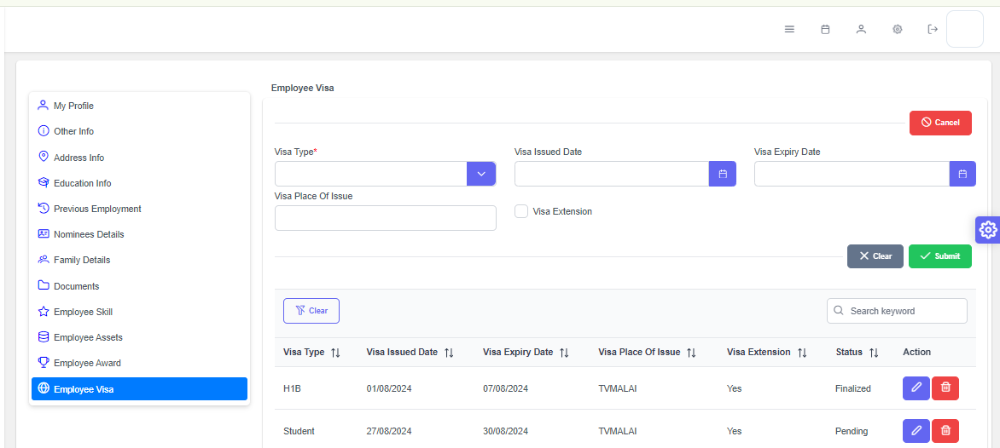 My Profile
Other Info
Address Info
Education Info
Previous Employment
Nominees Details
Family Details
Documents
Employee Skill
Employee Assets
Employee Award
Employee Visa
Employee Visa
Cancel
Visa Type* Visa Issued Date Visa Expiry Date
Visa Place Of Issue
Visa Extension
Clear Submit
Clear Search keyword
Visa Type Visa Issued Date Visa Expiry Date Visa Place Of Issue Visa Extension Status Action
H1B 01/08/2024 07/08/2024 TVMALAI Yes Finalized
Student 27/08/2024 30/08/2024 TVMALAI Yes Pending